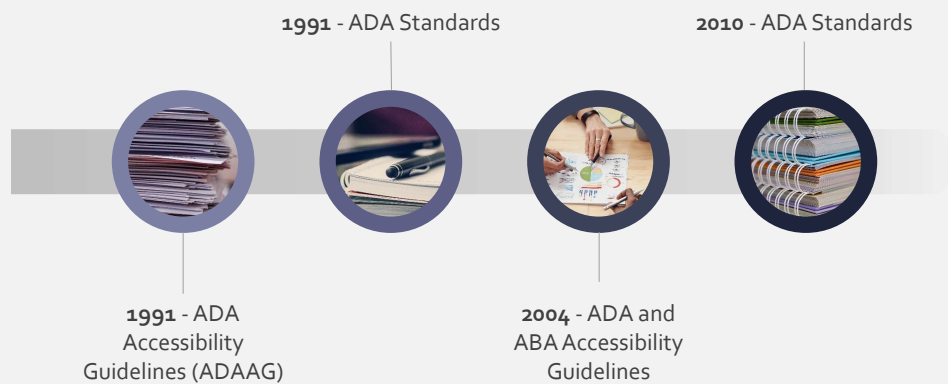 1991 - ADA Standards
2010 - ADA Standards
1991 - ADA
Accessibility
Guidelines (ADAAG)
2004 - ADA and
ABA Accessibility
Guidelines